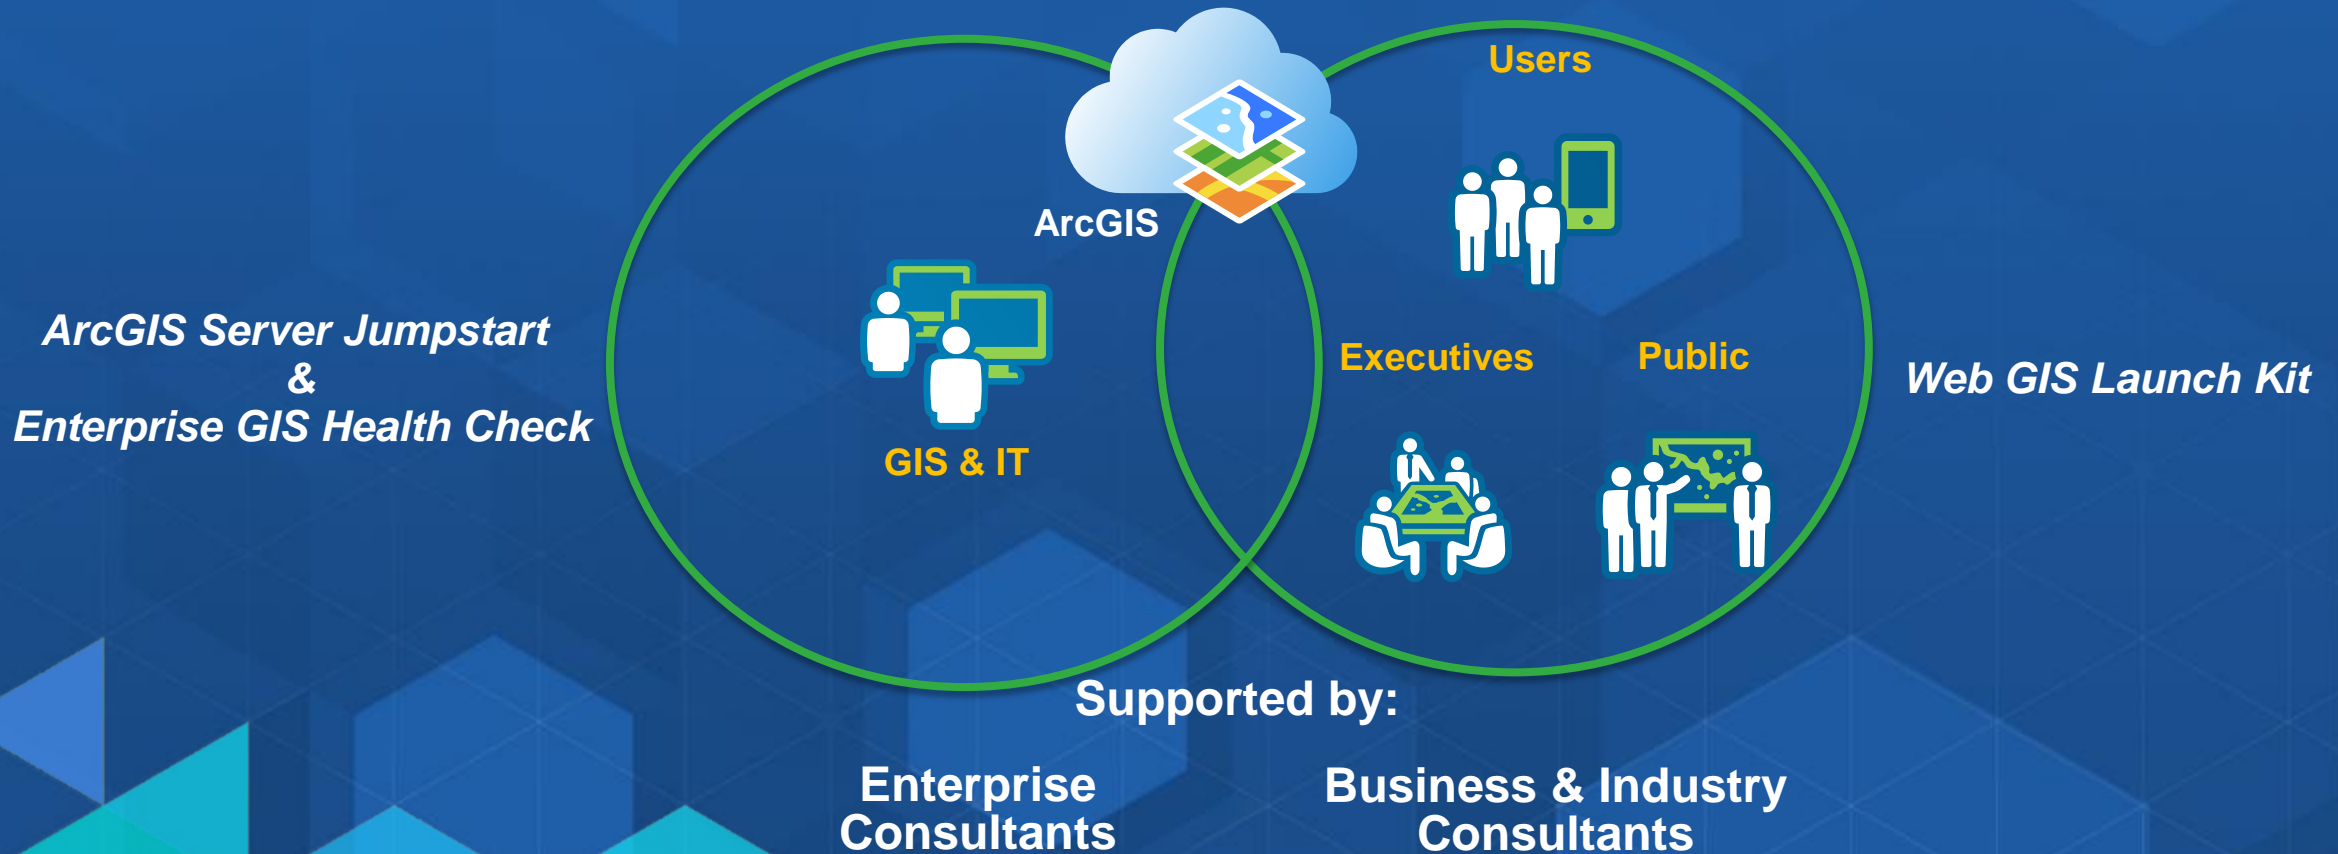 Users
ArcGIS
ArcGIS Server Jumpstart
&
Enterprise GIS Health Check
GIS & IT
Executives
Public
Web GIS Launch Kit
Supported by:
Enterprise
Consultants
Business & Industry
Consultants